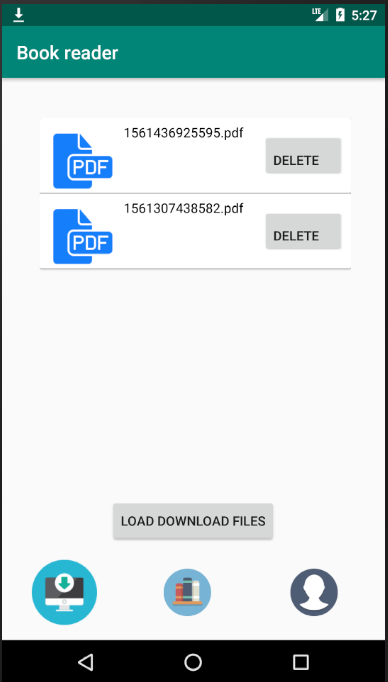 LTE 5:27
Book reader
1561436925595.pdf
PDF
DELETE
1561307438582.pdf
PDF
DELETE
LOAD DOWNLOAD FILES